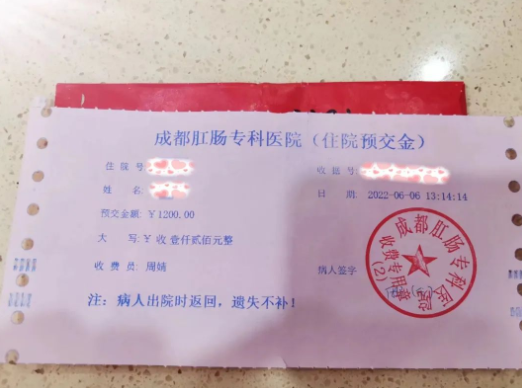 成都肛肠专科医院（住院预交金）
住院号:
收据号:
姓名:
日期: 2022-06-06 13:14:14
预交金额: ￥1200.00
大 写:￥收 壹仟贰佰元整
收费员: 周婧
病人签字
注：病人出院时返回，遗失不补！
成都肛肠专科医院
收费专用章
(2)